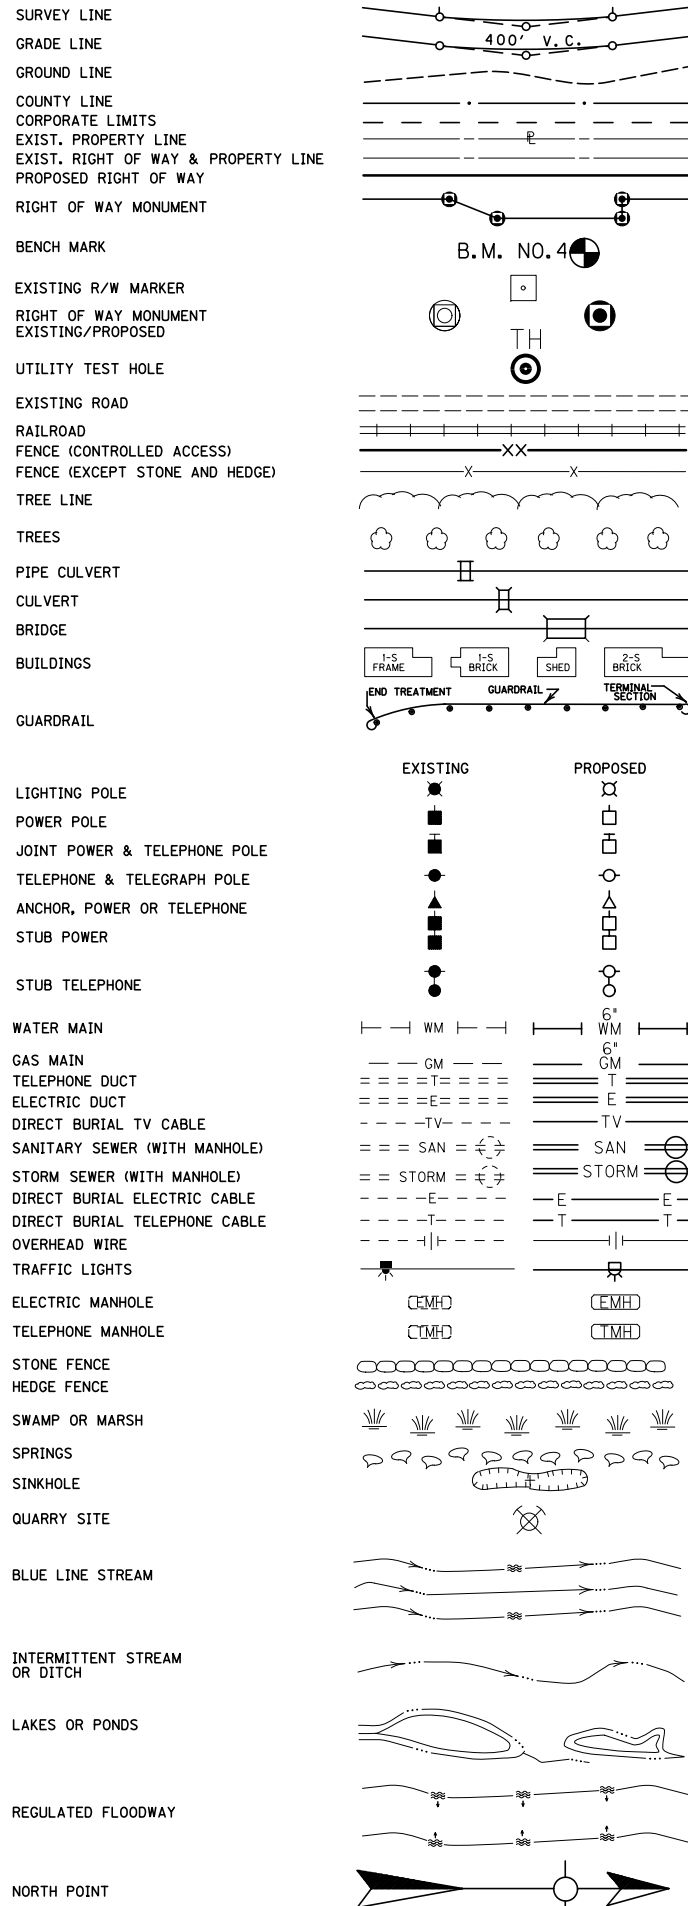 SURVEY LINE
GRADE LINE 400' V.C.
GROUND LINE
COUNTY LINE
CORPORATE LIMITS
EXIST. PROPERTY LINE PL
EXIST. RIGHT OF WAY & PROPERTY LINE
PROPOSED RIGHT OF WAY
RIGHT OF WAY MONUMENT
BENCH MARK B.M. NO. 4
EXISTING R/W MARKER
RIGHT OF WAY MONUMENT
EXISTING/PROPOSED
TH
UTILITY TEST HOLE
EXISTING ROAD
RAILROAD
FENCE (CONTROLLED ACCESS) XX
FENCE (EXCEPT STONE AND HEDGE) X X
TREE LINE
TREES
PIPE CULVERT
CULVERT
BRIDGE
BUILDINGS
1-S FRAME
1-S BRICK
SHED
2-S BRICK
END TREATMENT
GUARDRAIL
TERMINAL SECTION
GUARDRAIL
EXISTING PROPOSED
LIGHTING POLE
POWER POLE
JOINT POWER & TELEPHONE POLE
TELEPHONE & TELEGRAPH POLE
ANCHOR, POWER OR TELEPHONE
STUB POWER
STUB TELEPHONE
6"
WATER MAIN WM WM
6"
GAS MAIN GM GM
TELEPHONE DUCT T T
ELECTRIC DUCT E E
DIRECT BURIAL TV CABLE TV TV
SANITARY SEWER (WITH MANHOLE) SAN SAN
STORM SEWER (WITH MANHOLE) STORM STORM
DIRECT BURIAL ELECTRIC CABLE E E E
DIRECT BURIAL TELEPHONE CABLE T T T
OVERHEAD WIRE
TRAFFIC LIGHTS
ELECTRIC MANHOLE EMH EMH
TELEPHONE MANHOLE TMH TMH
STONE FENCE
HEDGE FENCE
SWAMP OR MARSH
SPRINGS
SINKHOLE
QUARRY SITE
BLUE LINE STREAM
INTERMITTENT STREAM
OR DITCH
LAKES OR PONDS
REGULATED FLOODWAY
NORTH POINT